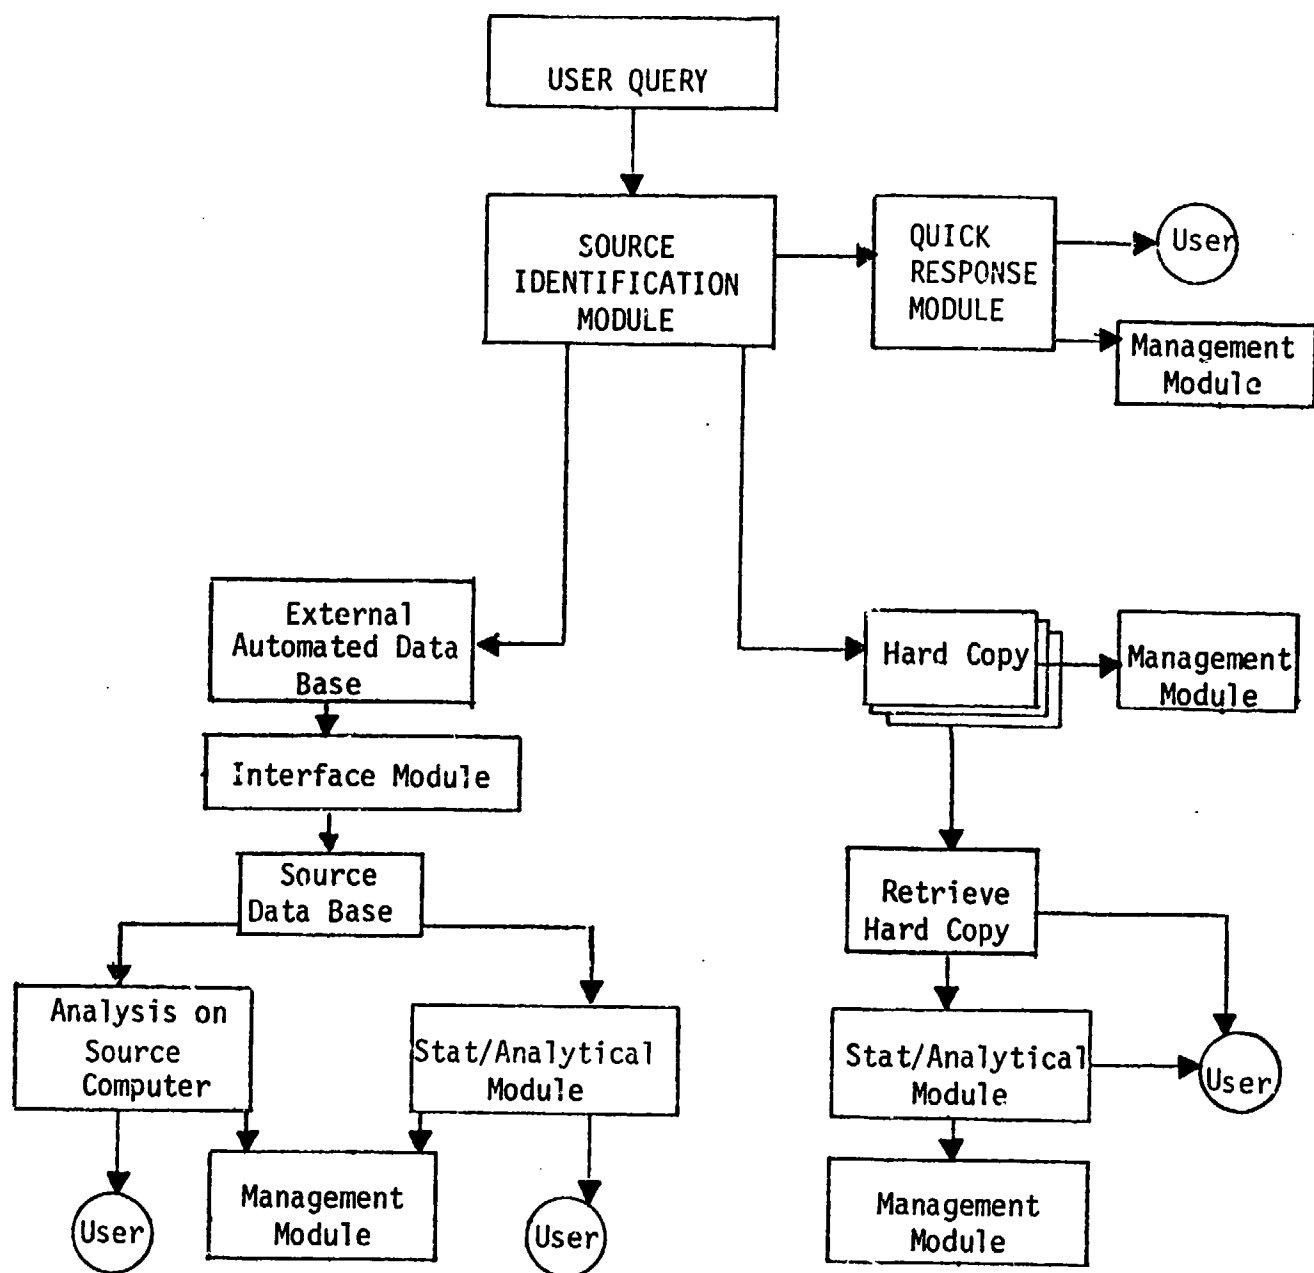 USER QUERY
SOURCE
IDENTIFICATION
MODULE
QUICK
RESPONSE
MODULE
User
Management
Module
External
Automated Data
Base
Hard Copy
Management
Module
Interface Module
Source
Data Base
Retrieve
Hard Copy
Analysis on
Source
Computer
Stat/Analytical
Module
Stat/Analytical
Module
User
Management
Module
User
User
Management
Module